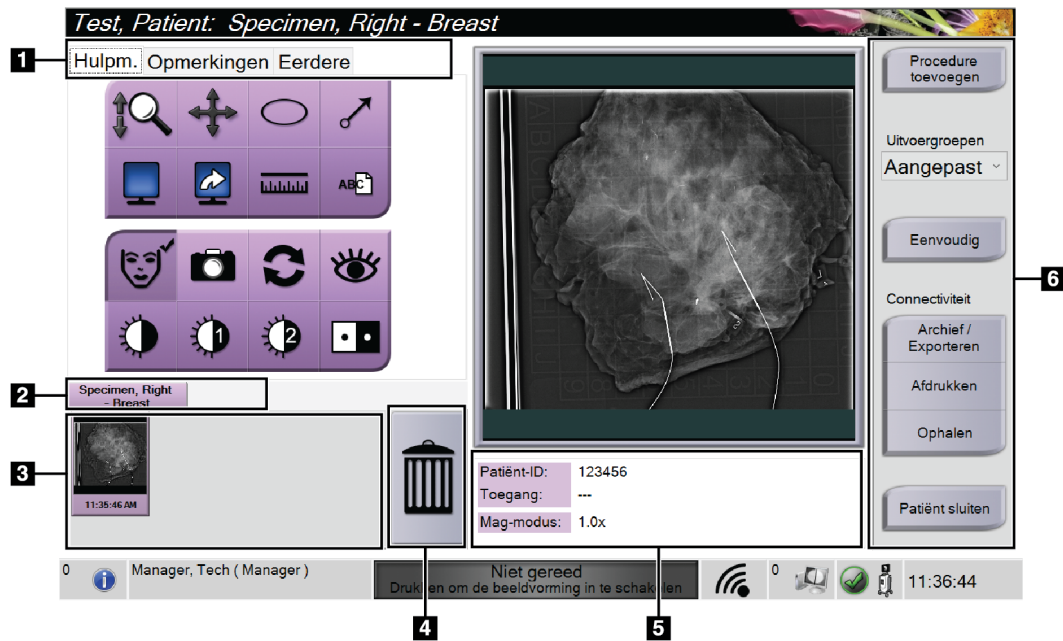 Test, Patient: Specimen, Right - Breast
1
Hulpm. Opmerkingen Eerdere
ABC
1
2
2
Specimen, Right
- Breast
3
11:35:46 AM
4
Patiënt-ID: 123456
Toegang: ---
Mag-modus: 1.0x
5
Procedure
toevoegen
Uitvoergroepen
Aangepast
Eenvoudig
Connectiviteit
Archief /
Exporteren
Afdrukken
Ophalen
Patiënt sluiten
6
0
Manager, Tech ( Manager )
Niet gereed
Drukken om de beeldvorming in te schakelen
0
11:36:44